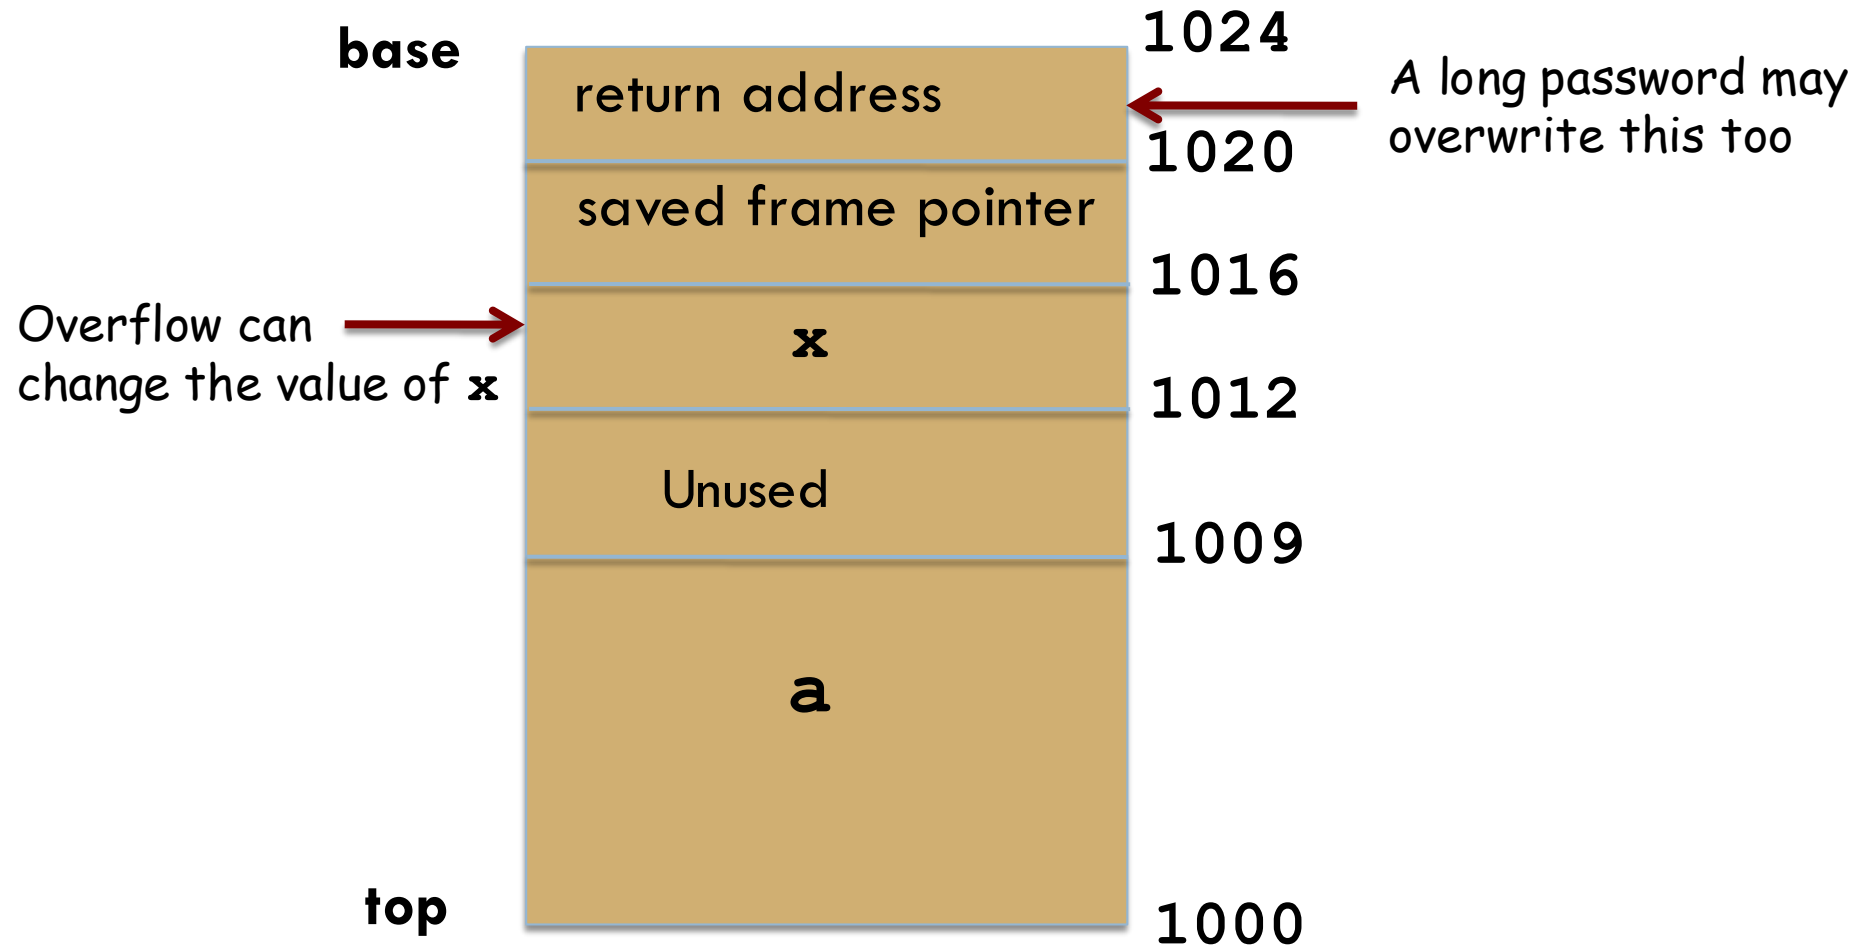 base
1024
return address
A long password may
overwrite this too
1020
saved frame pointer
1016
Overflow can
change the value of x
x
1012
Unused
1009
a
top
1000